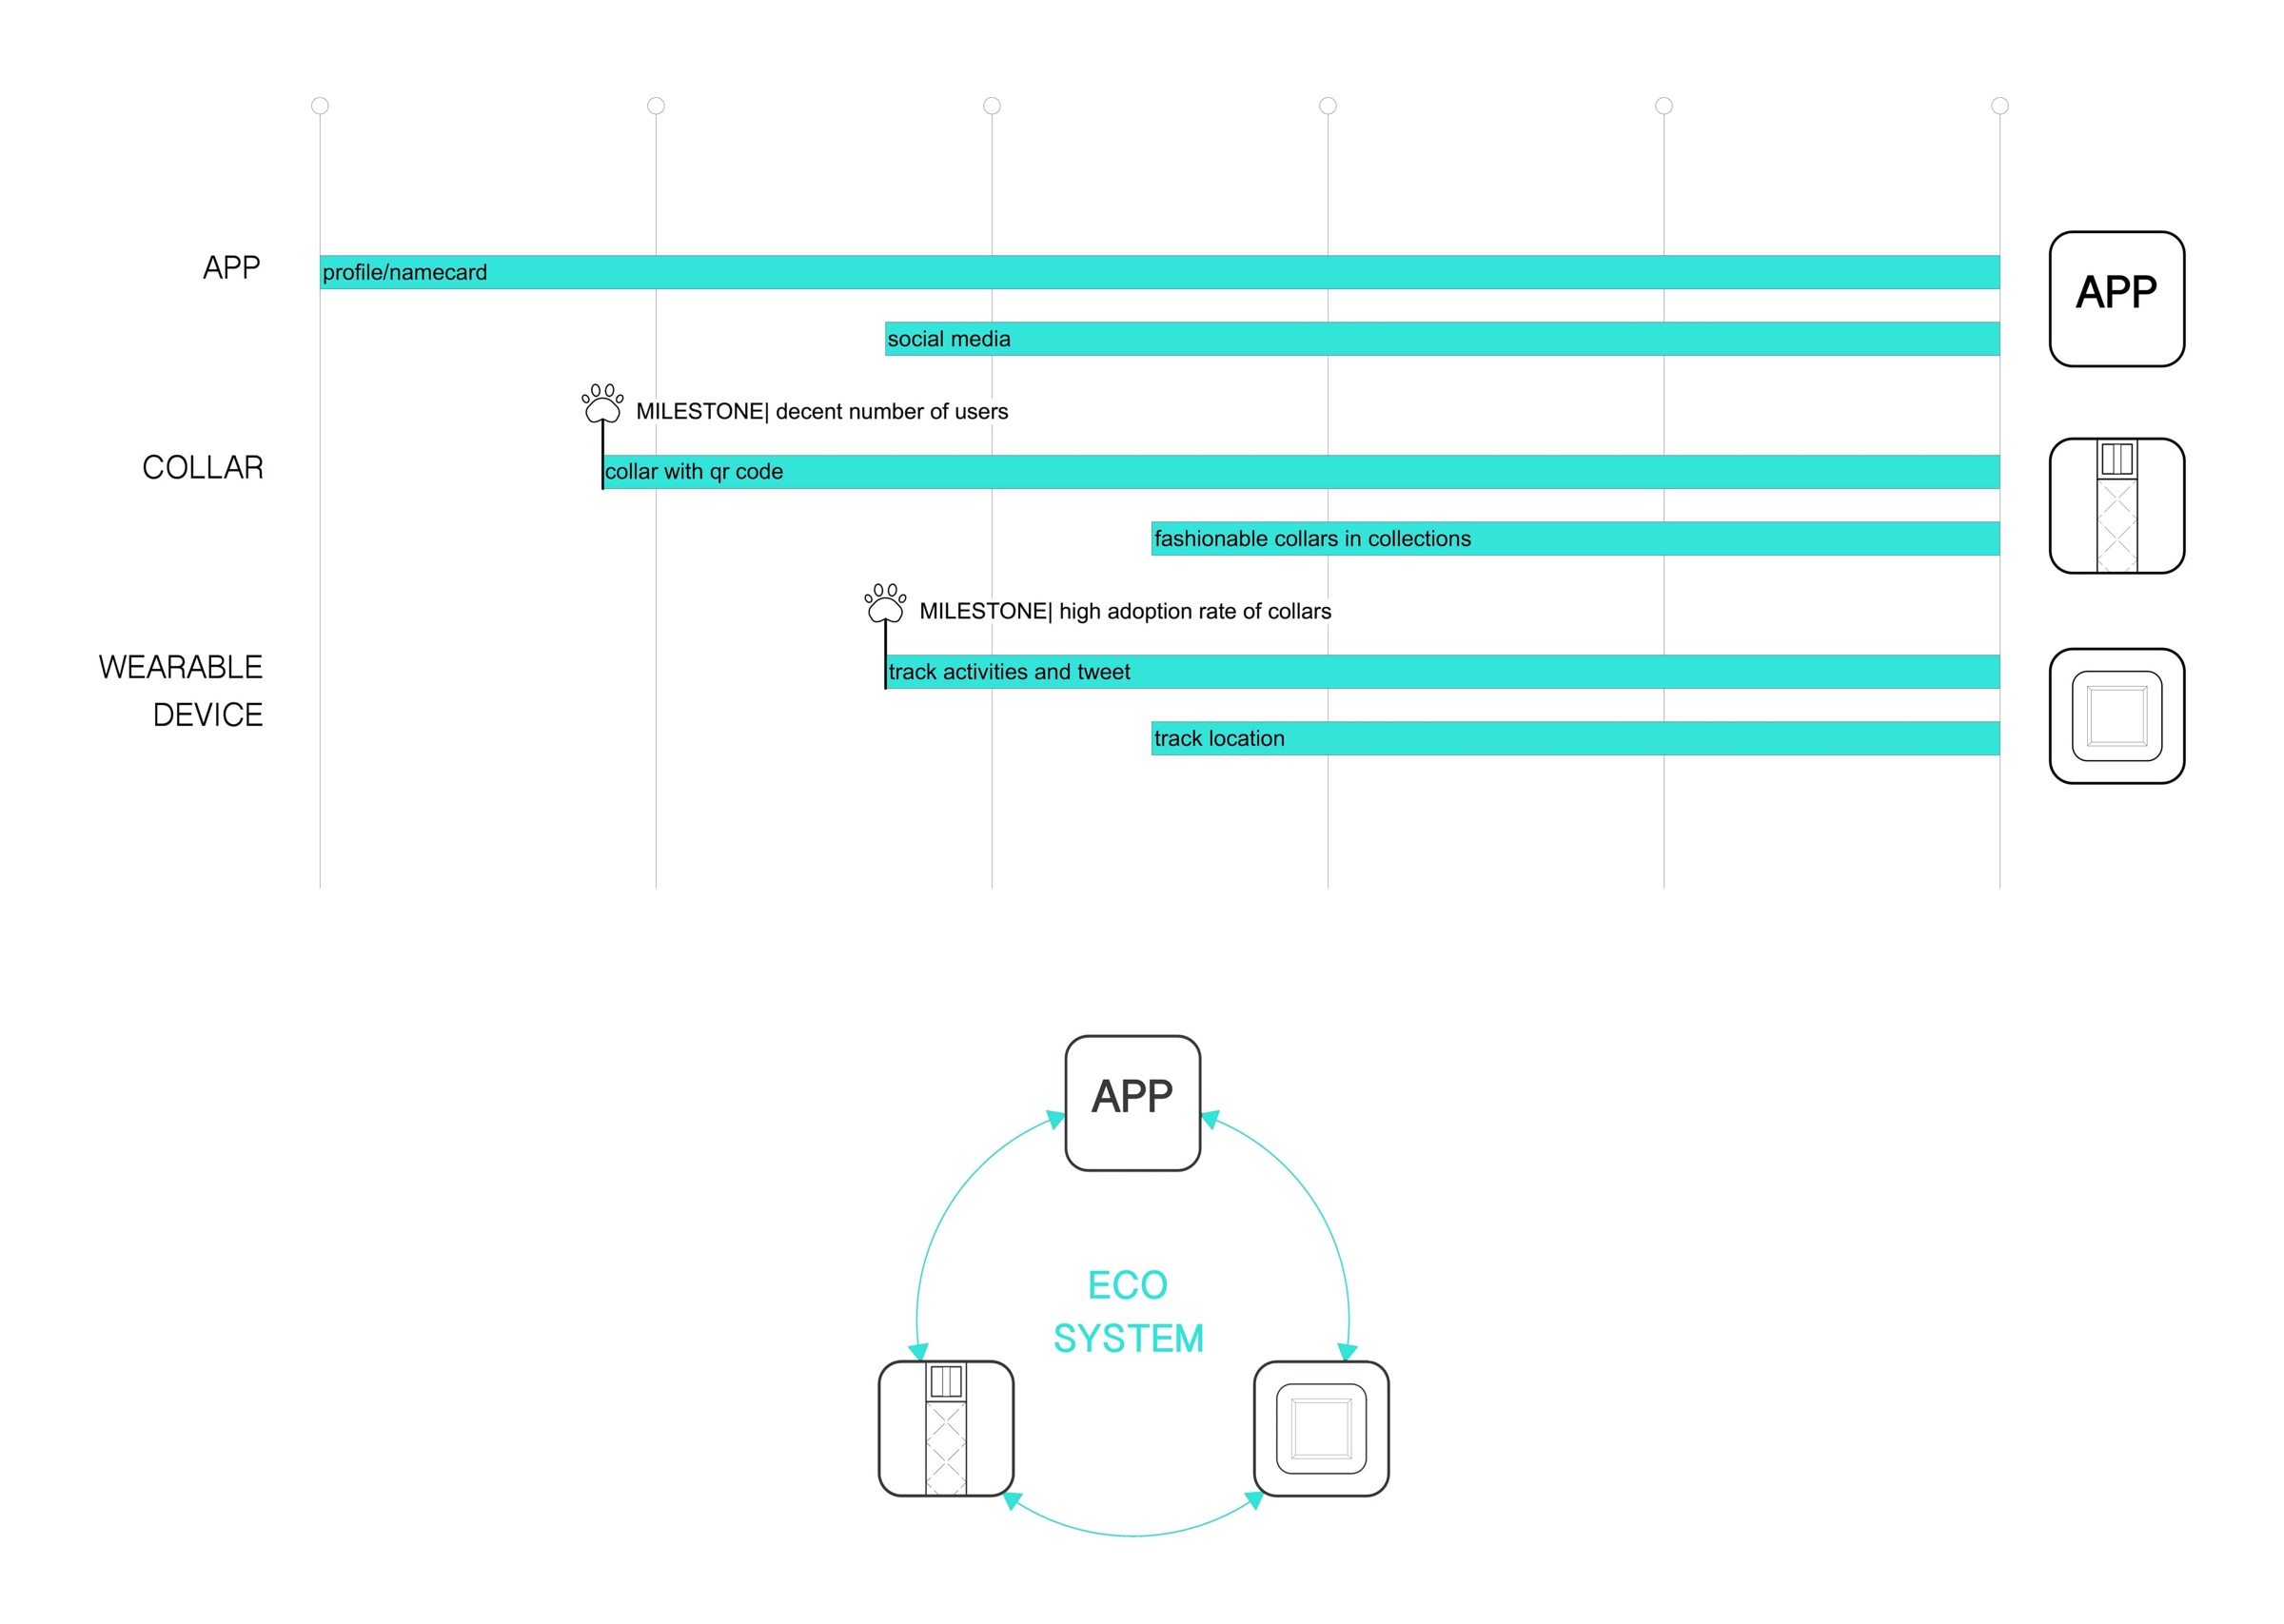 APP
profile/namecard
APP
social media
MILESTONE| decent number of users
COLLAR
collar with qr code
fashionable collars in collections
MILESTONE| high adoption rate of collars
WEARABLE
DEVICE
track activities and tweet
track location
APP
ECO
SYSTEM